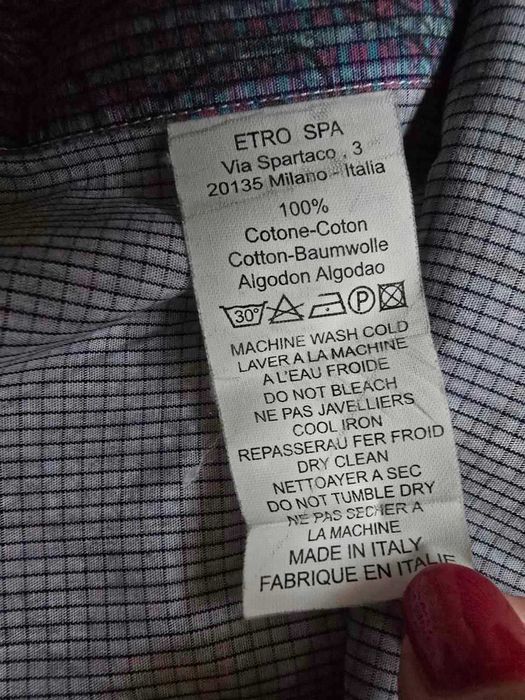 ETRO SPA
Via Spartaco , 3
20135 Milano - Italia
100%
Cotone-Coton
Cotton-Baumwolle
Algodon Algodao
30° P
MACHINE WASH COLD
LAVER A LA MACHINE
A L'EAU FROIDE
DO NOT BLEACH
NE PAS JAVELLIERS
COOL IRON
REPASSERAU FER FROID
DRY CLEAN
NETTOYER A SEC
DO NOT TUMBLE DRY
NE PAS SECHER A
LA MACHINE
MADE IN ITALY
FABRIQUE EN ITALIE